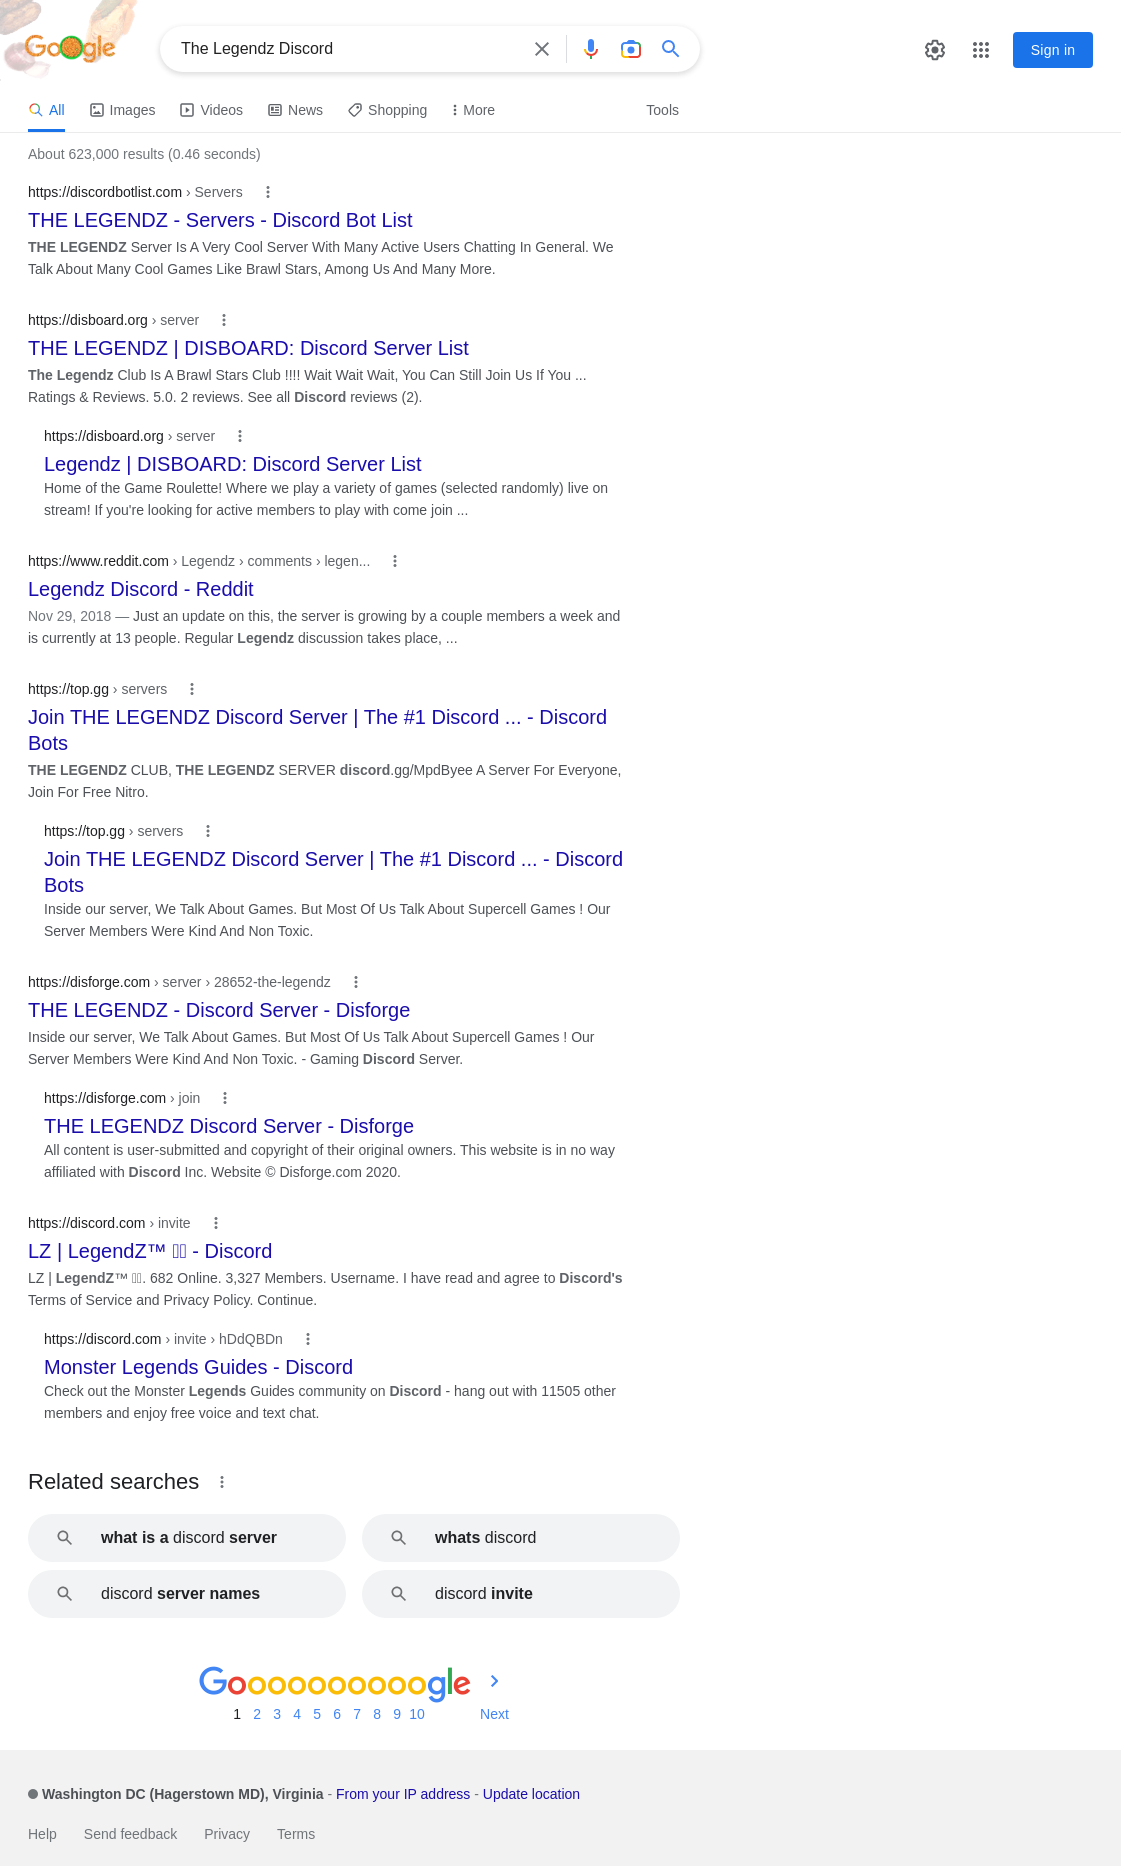 Google
The Legendz Discord
Sign in
All Images Videos News Shopping More Tools
About 623,000 results (0.46 seconds)
https://discordbotlist.com › Servers
THE LEGENDZ - Servers - Discord Bot List
THE LEGENDZ Server Is A Very Cool Server With Many Active Users Chatting In General. We
Talk About Many Cool Games Like Brawl Stars, Among Us And Many More.
https://disboard.org › server
THE LEGENDZ | DISBOARD: Discord Server List
The Legendz Club Is A Brawl Stars Club !!!! Wait Wait Wait, You Can Still Join Us If You ...
Ratings & Reviews. 5.0. 2 reviews. See all Discord reviews (2).
https://disboard.org › server
Legendz | DISBOARD: Discord Server List
Home of the Game Roulette! Where we play a variety of games (selected randomly) live on
stream! If you're looking for active members to play with come join ...
https://www.reddit.com › Legendz › comments › legen...
Legendz Discord - Reddit
Nov 29, 2018 — Just an update on this, the server is growing by a couple members a week and
is currently at 13 people. Regular Legendz discussion takes place, ...
https://top.gg › servers
Join THE LEGENDZ Discord Server | The #1 Discord ... - Discord
Bots
THE LEGENDZ CLUB, THE LEGENDZ SERVER discord.gg/MpdByee A Server For Everyone,
Join For Free Nitro.
https://top.gg › servers
Join THE LEGENDZ Discord Server | The #1 Discord ... - Discord
Bots
Inside our server, We Talk About Games. But Most Of Us Talk About Supercell Games ! Our
Server Members Were Kind And Non Toxic.
https://disforge.com › server › 28652-the-legendz
THE LEGENDZ - Discord Server - Disforge
Inside our server, We Talk About Games. But Most Of Us Talk About Supercell Games ! Our
Server Members Were Kind And Non Toxic. - Gaming Discord Server.
https://disforge.com › join
THE LEGENDZ Discord Server - Disforge
All content is user-submitted and copyright of their original owners. This website is in no way
affiliated with Discord Inc. Website © Disforge.com 2020.
https://discord.com › invite
LZ | LegendZ™ - Discord
LZ | LegendZ™ . 682 Online. 3,327 Members. Username. I have read and agree to Discord's
Terms of Service and Privacy Policy. Continue.
https://discord.com › invite › hDdQBDn
Monster Legends Guides - Discord
Check out the Monster Legends Guides community on Discord - hang out with 11505 other
members and enjoy free voice and text chat.
Related searches
what is a discord server
whats discord
discord server names
discord invite
Goooooooooogle
1 2 3 4 5 6 7 8 9 10 Next
Washington DC (Hagerstown MD), Virginia - From your IP address - Update location
Help Send feedback Privacy Terms